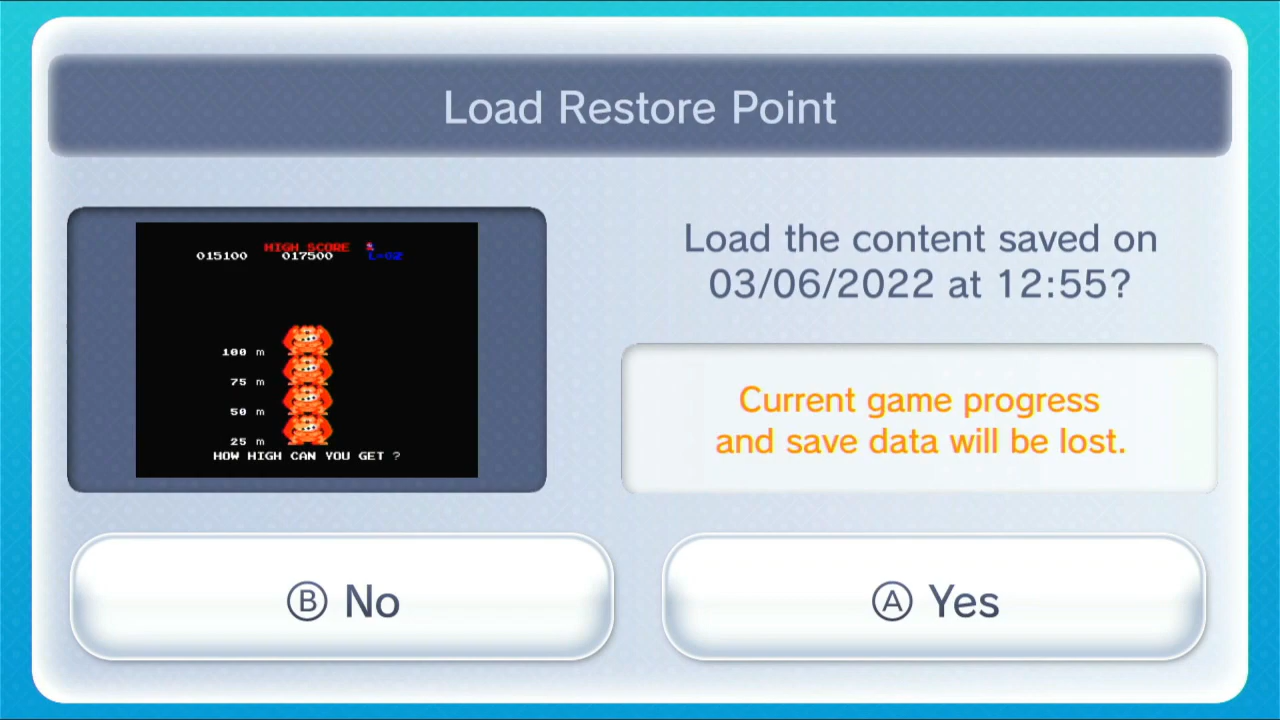 Load Restore Point
HIGH SCORE
015100 017500 L=02
100 m
75 m
50 m
25 m
HOW HIGH CAN YOU GET ?
Load the content saved on
03/06/2022 at 12:55?
Current game progress
and save data will be lost.
B No
A Yes